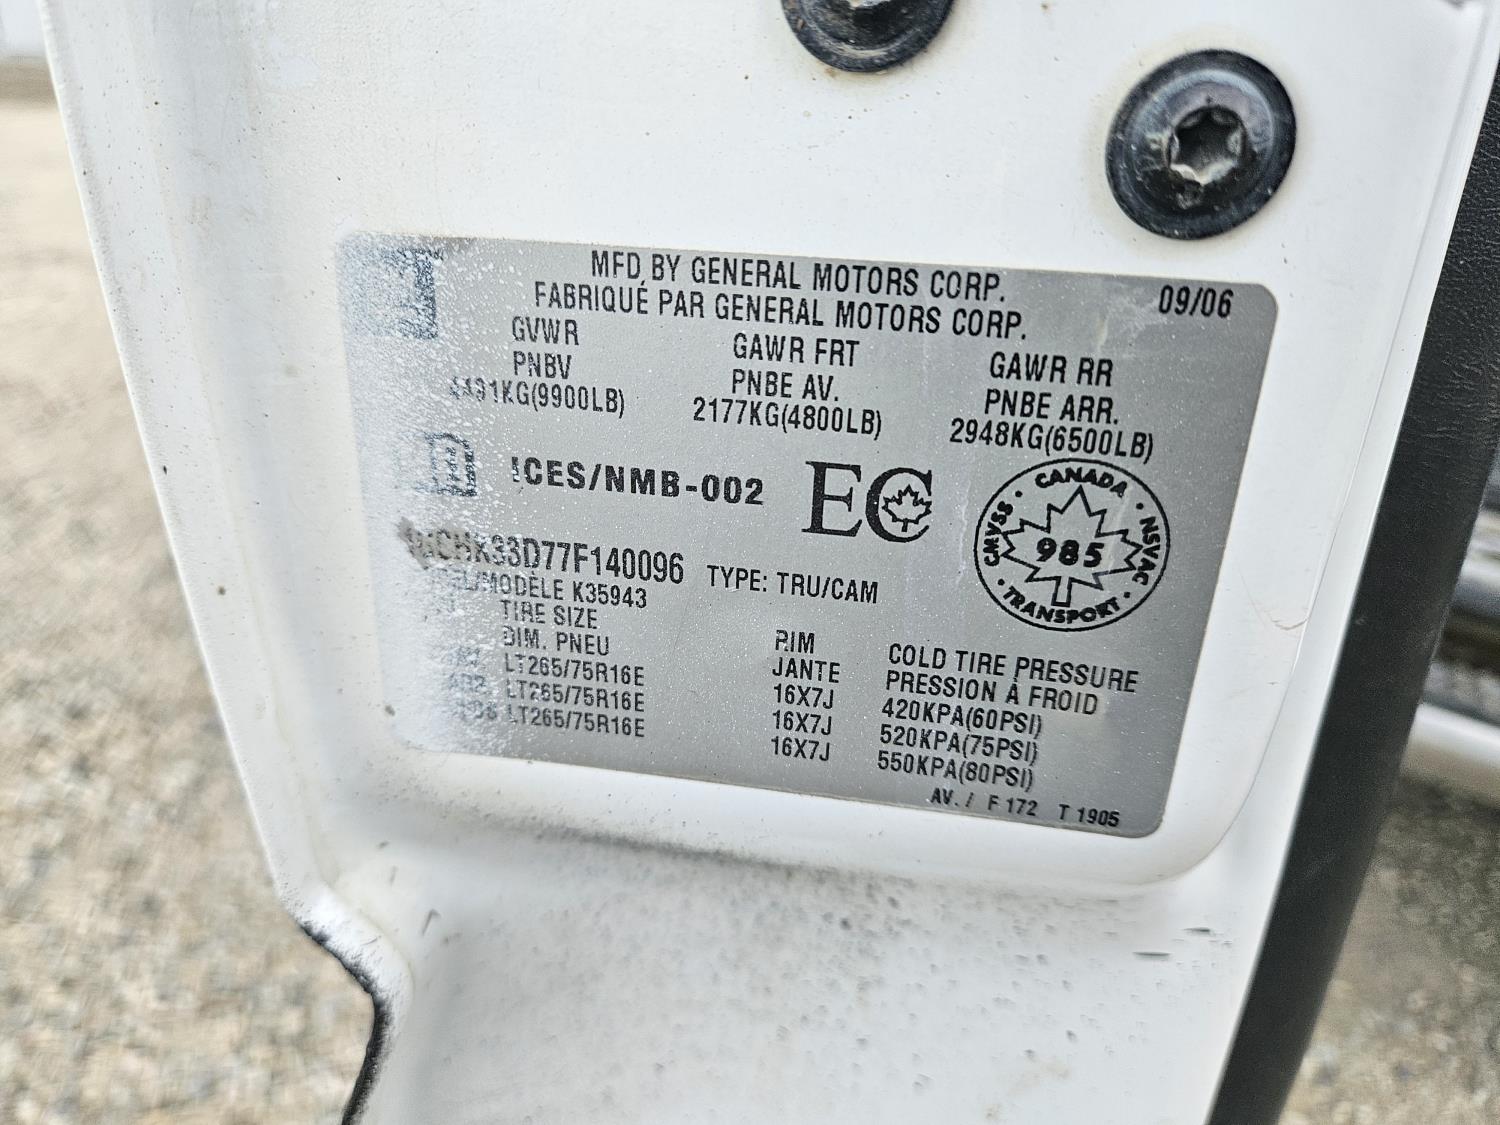 MFD BY GENERAL MOTORS CORP.
FABRIQUÉ PAR GENERAL MOTORS CORP.
09/06
GVWR GAWR FRT GAWR RR
PNBV PNBE AV. PNBE ARR.
4491KG(9900LB) 2177KG(4800LB) 2948KG(6500LB)
ICES/NMB-002 EC
CANADA
CMVSS 985 NSVAC
TRANSPORT
TYPE: TRU/CAM
K35943
TIRE SIZE RIM COLD TIRE PRESSURE
DIM. PNEU JANTE PRESSION À FROID
LT265/75R16E 16X7J 420KPA(60PSI)
LT265/75R16E 16X7J 520KPA(75PSI)
LT265/75R16E 16X7J 550KPA(80PSI)
AV. / F 172 T 1905